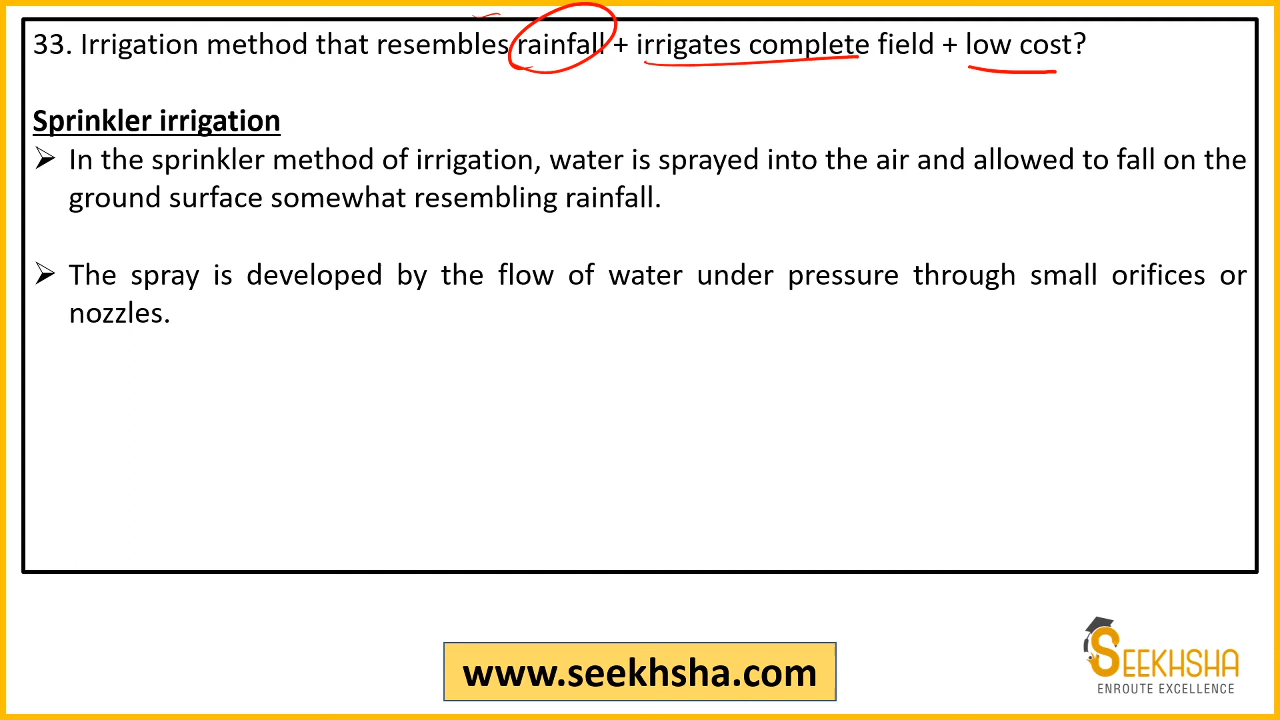 33. Irrigation method that resembles rainfall + irrigates complete field + low cost?
Sprinkler irrigation
➢ In the sprinkler method of irrigation, water is sprayed into the air and allowed to fall on the
ground surface somewhat resembling rainfall.
➢ The spray is developed by the flow of water under pressure through small orifices or
nozzles.
www.seekhsha.com
SEEKHSHA
ENROUTE EXCELLENCE